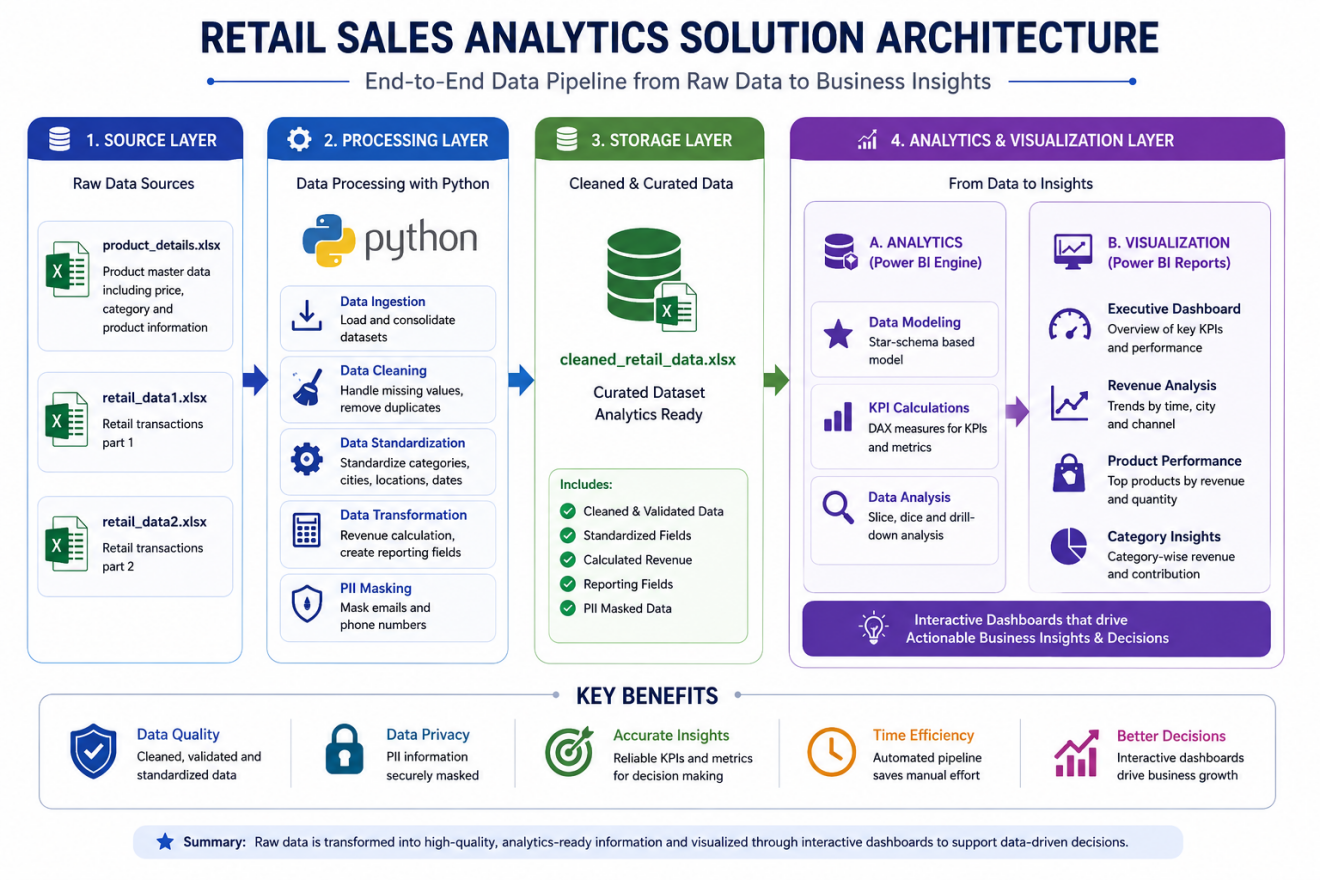 RETAIL SALES ANALYTICS SOLUTION ARCHITECTURE
End-to-End Data Pipeline from Raw Data to Business Insights
1. SOURCE LAYER
Raw Data Sources
product_details.xlsx
Product master data
including price,
category and
product information
retail_data1.xlsx
Retail transactions
part 1
retail_data2.xlsx
Retail transactions
part 2
X
X
X
2. PROCESSING LAYER
Data Processing with Python
python
Data Ingestion
Load and consolidate
datasets
Data Cleaning
Handle missing values,
remove duplicates
Data Standardization
Standardize categories,
cities, locations, dates
Data Transformation
Revenue calculation,
create reporting fields
PII Masking
Mask emails and
phone numbers
3. STORAGE LAYER
Cleaned & Curated Data
X
cleaned_retail_data.xlsx
Curated Dataset
Analytics Ready
Includes:
Cleaned & Validated Data
Standardized Fields
Calculated Revenue
Reporting Fields
PII Masked Data
4. ANALYTICS & VISUALIZATION LAYER
From Data to Insights
A. ANALYTICS
(Power BI Engine)
Data Modeling
Star-schema based
model
KPI Calculations
DAX measures for KPIs
and metrics
Data Analysis
Slice, dice and drill-
down analysis
B. VISUALIZATION
(Power BI Reports)
Executive Dashboard
Overview of key KPIs
and performance
Revenue Analysis
Trends by time, city
and channel
Product Performance
Top products by revenue
and quantity
Category Insights
Category-wise revenue
and contribution
Interactive Dashboards that drive
Actionable Business Insights & Decisions
KEY BENEFITS
Data Quality
Cleaned, validated and
standardized data
Data Privacy
PII information
securely masked
Accurate Insights
Reliable KPIs and metrics
for decision making
Time Efficiency
Automated pipeline
saves manual effort
Better Decisions
Interactive dashboards
drive business growth
Summary: Raw data is transformed into high-quality, analytics-ready information and visualized through interactive dashboards to support data-driven decisions.